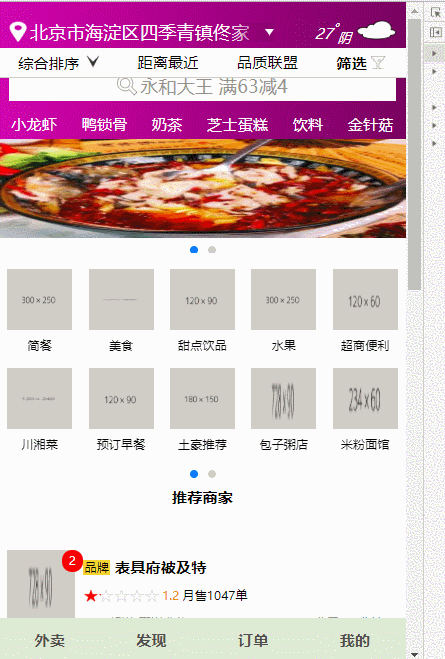 北京市海淀区四季青镇佟家 27° 阴
综合排序 距离最近 品质联盟 筛选
永和大王 满63减4
小龙虾 鸭锁骨 奶茶 芝士蛋糕 饮料 金针菇
300 × 250 120 × 90 300 × 250 120 × 60
简餐 美食 甜点饮品 水果 超商便利
120 × 90 180 × 150 728 x 90 234 x 60
川湘菜 预订早餐 土豪推荐 包子粥店 米粉面馆
推荐商家
728 x 90 2 品牌 表具府被及特
1.2 月售1047单
外卖 发现 订单 我的